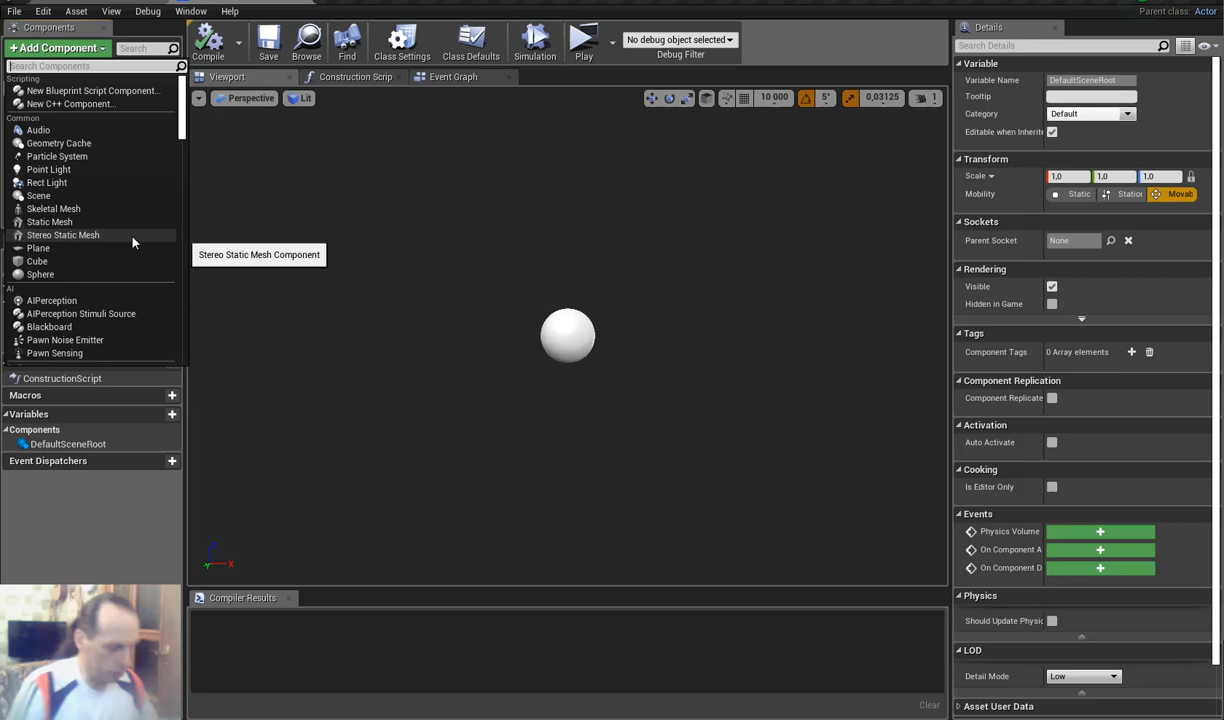 File Edit Asset View Debug Window Help
Parent class: Actor
Components
+ Add Component
Search
Search Components
Scripting
New Blueprint Script Component...
New C++ Component...
Common
Audio
Geometry Cache
Particle System
Point Light
Rect Light
Scene
Skeletal Mesh
Static Mesh
Stereo Static Mesh
Plane
Cube
Sphere
AI
AIPerception
AIPerception Stimuli Source
Blackboard
Pawn Noise Emitter
Pawn Sensing
ConstructionScript
Macros
Variables
Components
DefaultSceneRoot
Event Dispatchers
Compile
Save
Browse
Find
Class Settings
Class Defaults
Simulation
Play
No debug object selected
Debug Filter
Viewport
Construction Scrip
Event Graph
Perspective
Lit
10 000
5°
0,03125
1
Stereo Static Mesh Component
Z
X
Compiler Results
Clear
Details
Search Details
Variable
Variable Name DefaultSceneRoot
Tooltip
Category Default
Editable when Inherite
Transform
Scale 1,0 1,0 1,0
Mobility Static Station Movab
Sockets
Parent Socket None
Rendering
Visible
Hidden in Game
Tags
Component Tags 0 Array elements
Component Replication
Component Replicate
Activation
Auto Activate
Cooking
Is Editor Only
Events
Physics Volume
On Component A
On Component D
Physics
Should Update Physic
LOD
Detail Mode Low
Asset User Data